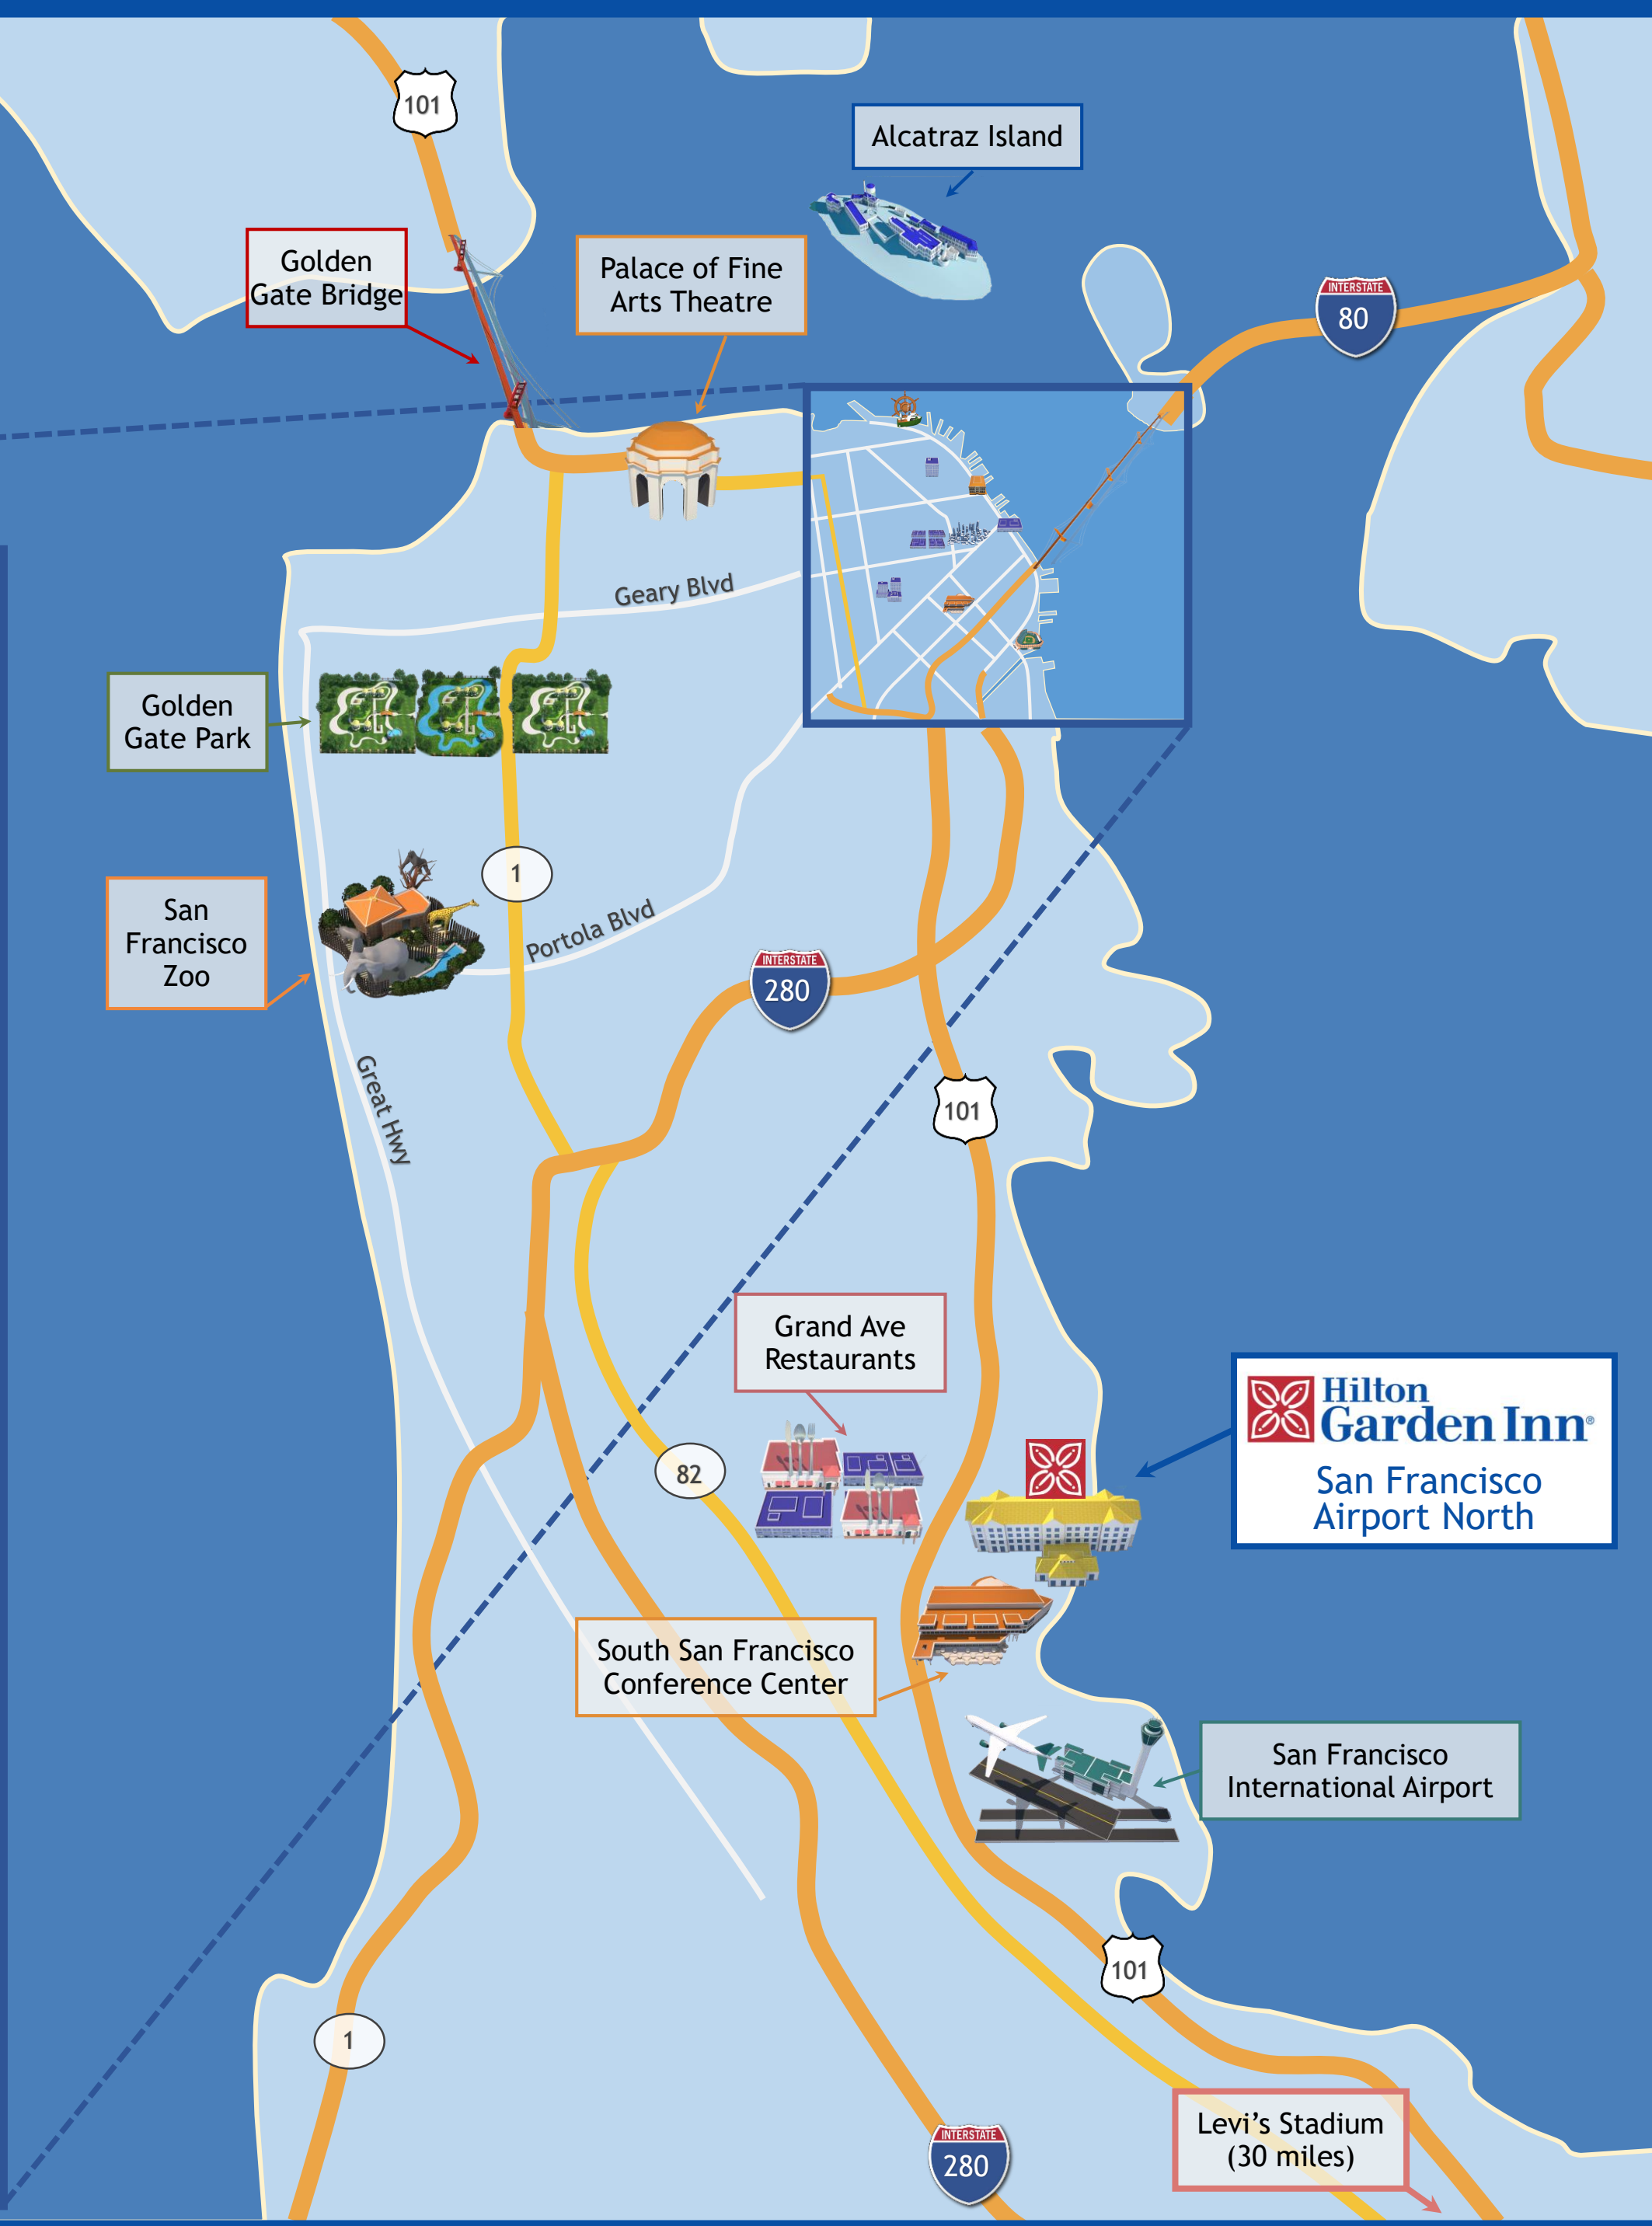 101
Alcatraz Island
Golden
Gate Bridge
Palace of Fine
Arts Theatre
INTERSTATE
80
Geary Blvd
Golden
Gate Park
1
San
Francisco
Zoo
Portola Blvd
INTERSTATE
280
Great Hwy
101
Grand Ave
Restaurants
Hilton
Garden Inn®
San Francisco
Airport North
82
South San Francisco
Conference Center
San Francisco
International Airport
101
1
INTERSTATE
280
Levi's Stadium
(30 miles)